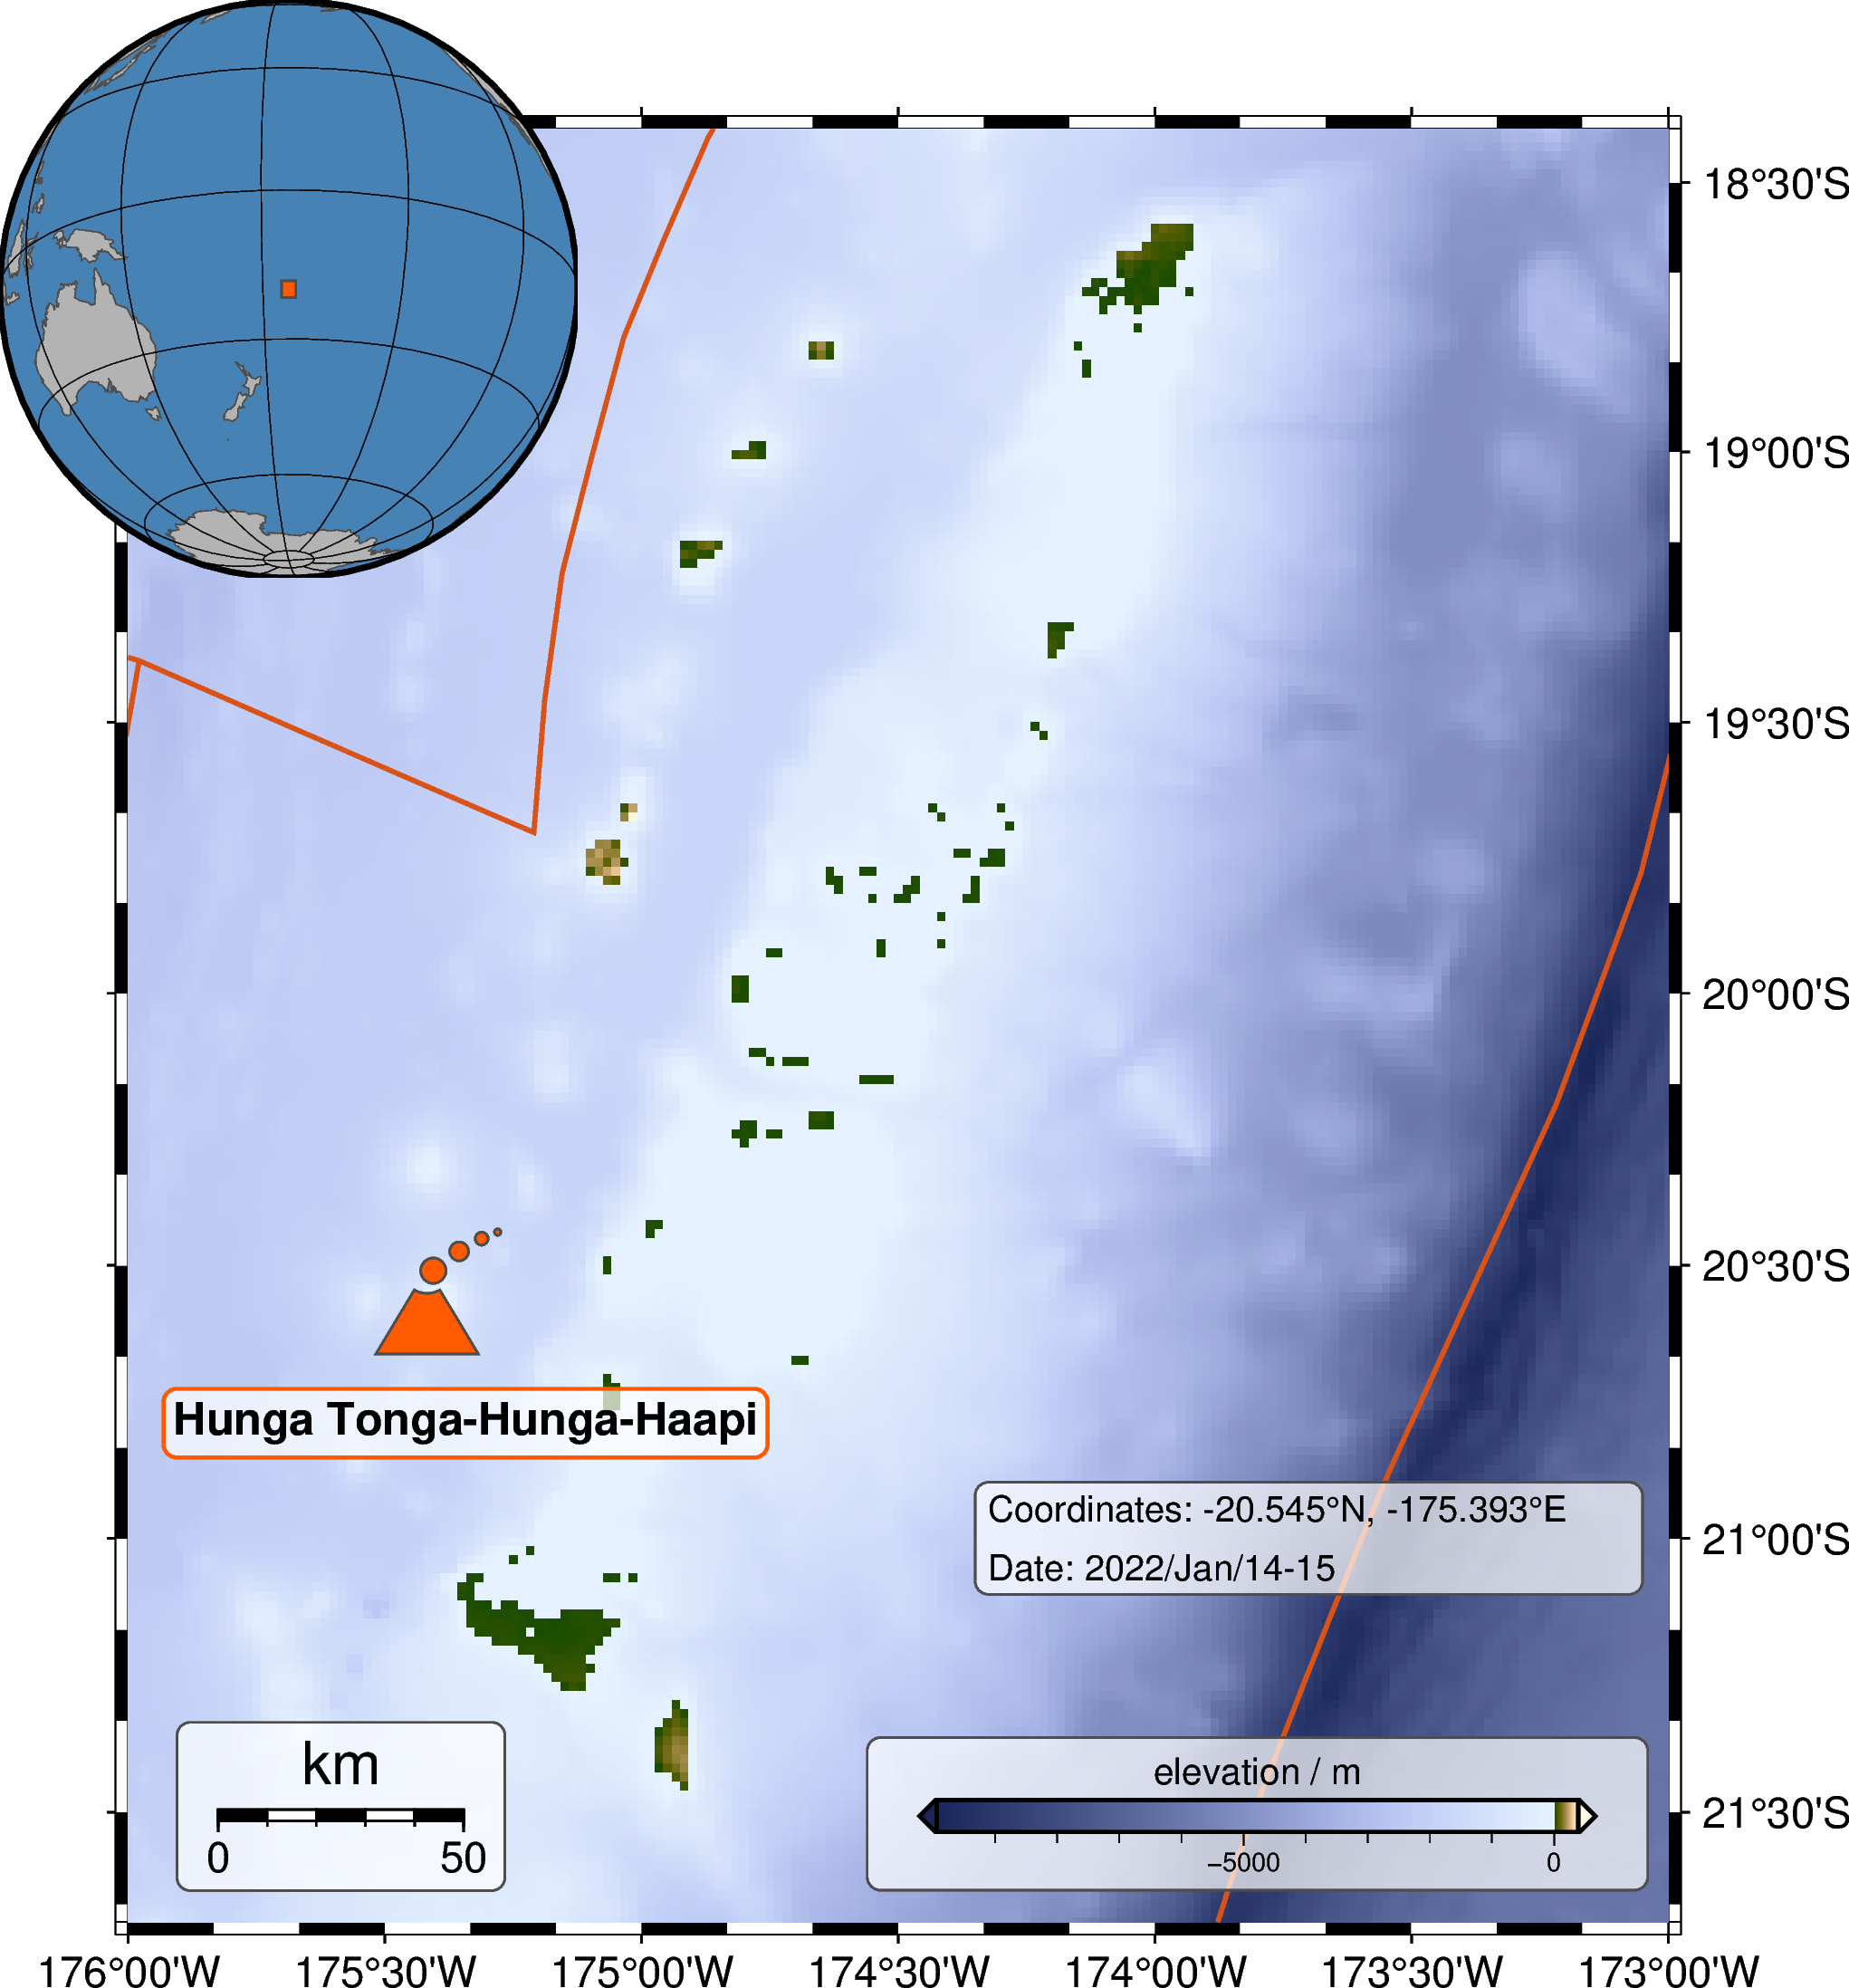 18°30'S
19°00'S
19°30'S
20°00'S
20°30'S
Hunga Tonga-Hunga-Haapi
Coordinates: -20.545°N, -175.393°E
Date: 2022/Jan/14-15
21°00'S
km
0 50
elevation / m
−5000 0
21°30'S
176°00'W 175°30'W 175°00'W 174°30'W 174°00'W 173°30'W 173°00'W